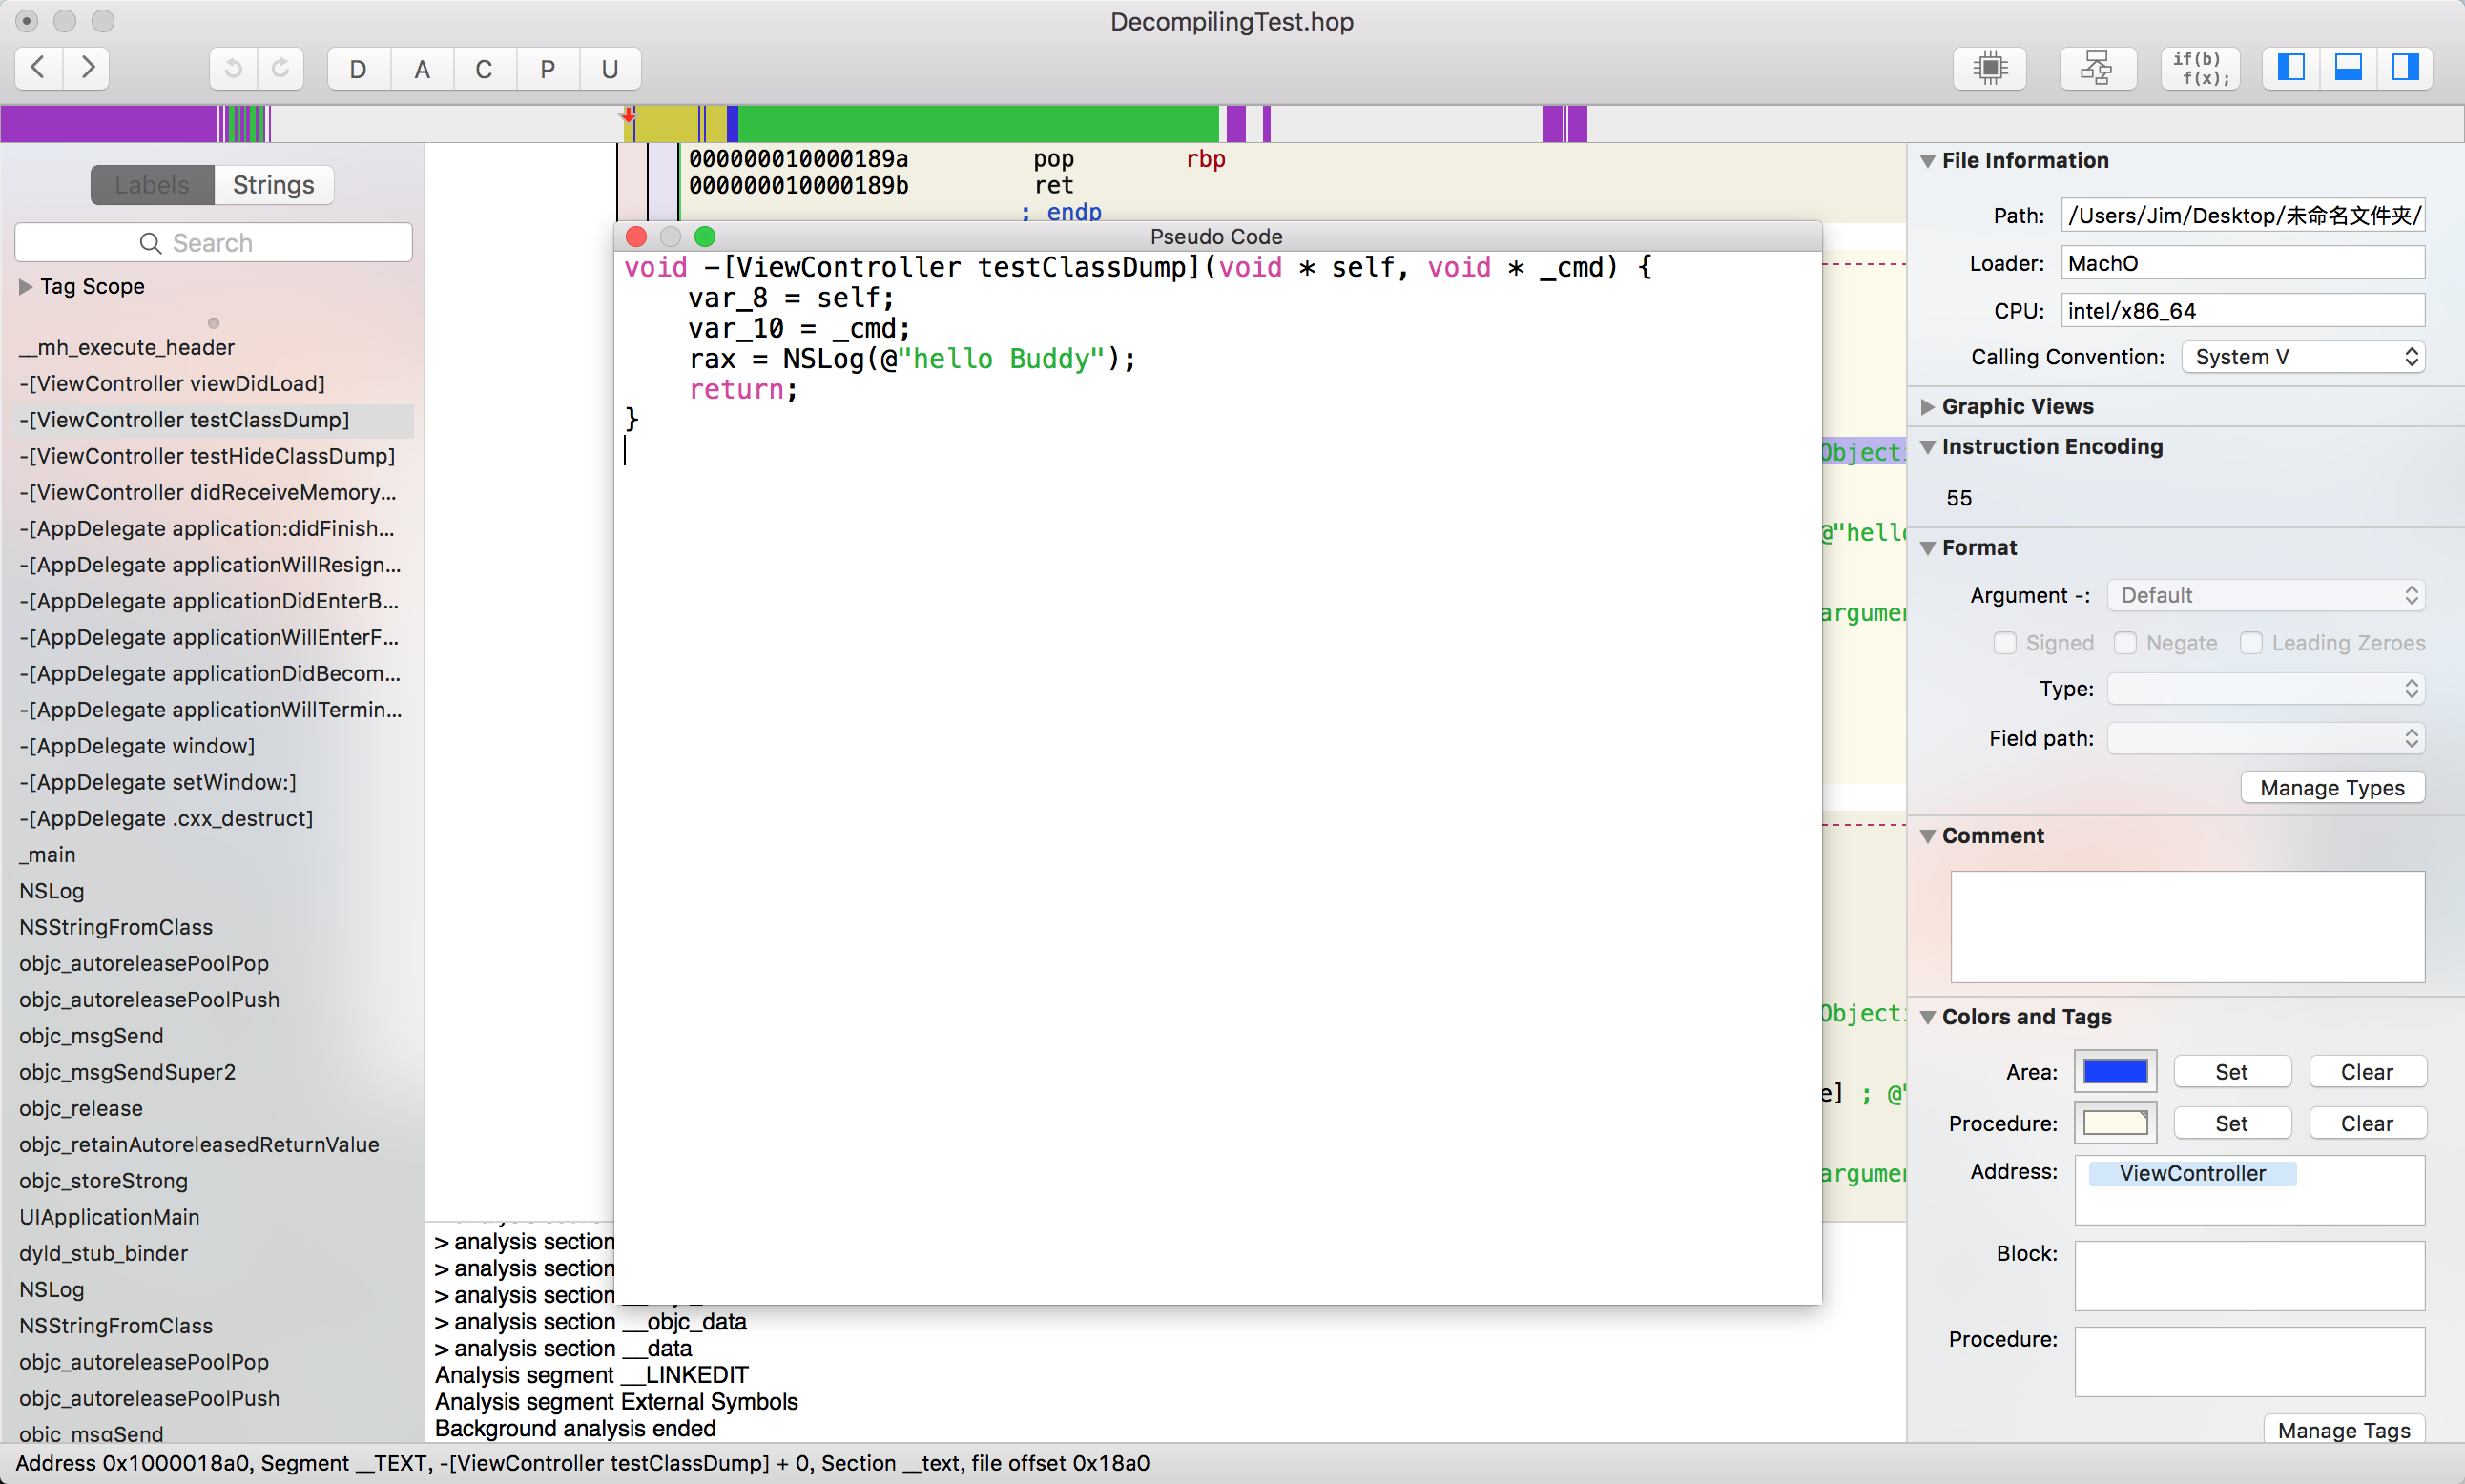 DecompilingTest.hop
D A C P U
if(b)
f(x);
Labels Strings
Search
Tag Scope
__mh_execute_header
-[ViewController viewDidLoad]
-[ViewController testClassDump]
-[ViewController testHideClassDump]
-[ViewController didReceiveMemory...
-[AppDelegate application:didFinish...
-[AppDelegate applicationWillResign...
-[AppDelegate applicationDidEnterB...
-[AppDelegate applicationWillEnterF...
-[AppDelegate applicationDidBecom...
-[AppDelegate applicationWillTermin...
-[AppDelegate window]
-[AppDelegate setWindow:]
-[AppDelegate .cxx_destruct]
_main
NSLog
NSStringFromClass
objc_autoreleasePoolPop
objc_autoreleasePoolPush
objc_msgSend
objc_msgSendSuper2
objc_release
objc_retainAutoreleasedReturnValue
objc_storeStrong
UIApplicationMain
dyld_stub_binder
NSLog
NSStringFromClass
objc_autoreleasePoolPop
objc_autoreleasePoolPush
objc_msgSend
000000010000189a pop rbp
000000010000189b ret
; endp
Pseudo Code
void -[ViewController testClassDump](void * self, void * _cmd) {
var_8 = self;
var_10 = _cmd;
rax = NSLog(@"hello Buddy");
return;
}
Objecti
@"hello
argumen
Objecti
e] ; @"
argumen
> analysis section
> analysis section
> analysis section
> analysis section __objc_data
> analysis section __data
Analysis segment __LINKEDIT
Analysis segment External Symbols
Background analysis ended
File Information
Path: /Users/Jim/Desktop/未命名文件夹/
Loader: MachO
CPU: intel/x86_64
Calling Convention: System V
Graphic Views
Instruction Encoding
55
Format
Argument -: Default
Signed Negate Leading Zeroes
Type:
Field path:
Manage Types
Comment
Colors and Tags
Area: Set Clear
Procedure: Set Clear
Address: ViewController
Block:
Procedure:
Manage Tags
Address 0x1000018a0, Segment __TEXT, -[ViewController testClassDump] + 0, Section __text, file offset 0x18a0